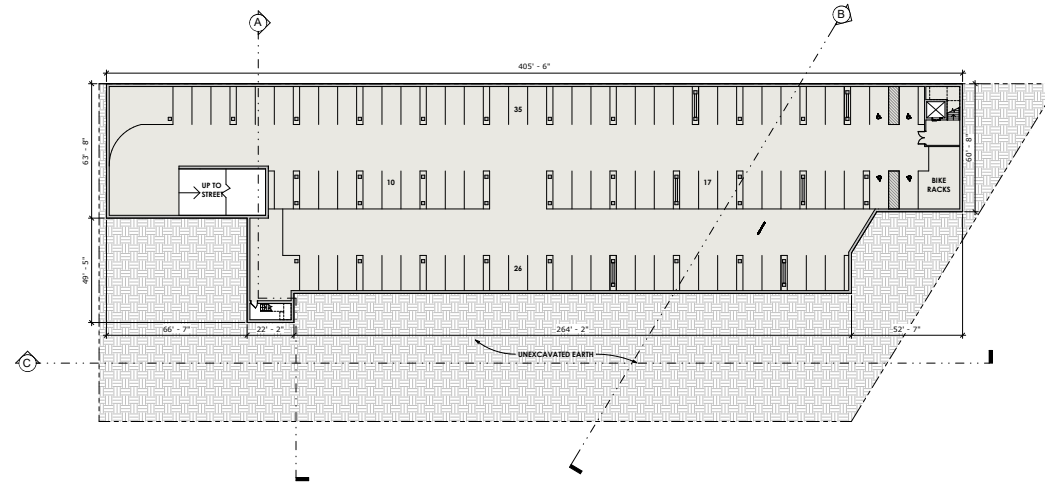 A
B
405' - 6"
35
63' - 8"
60' - 8"
UP TO
STREET
10
17
BIKE
RACKS
49' - 5"
26
66' - 7"
22' - 2"
264' - 2"
52' - 7"
UNEXCAVATED EARTH
C